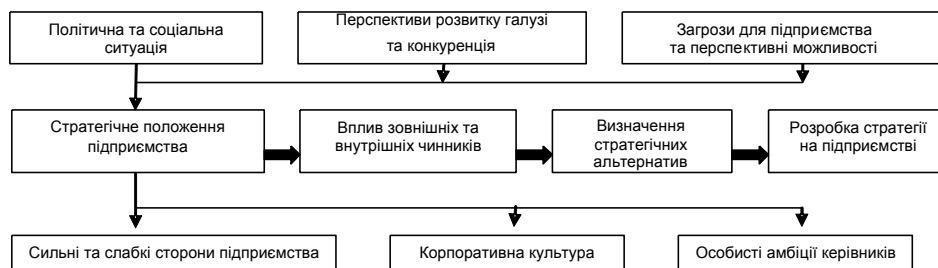 Політична та соціальна
ситуація
Перспективи розвитку галузі
та конкуренція
Загрози для підприємства
та перспективні можливості
Стратегічне положення
підприємства
Вплив зовнішніх та
внутрішніх чинників
Визначення
стратегічних
альтернатив
Розробка стратегії
на підприємстві
Сильні та слабкі сторони підприємства
Корпоративна культура
Особисті амбіції керівників